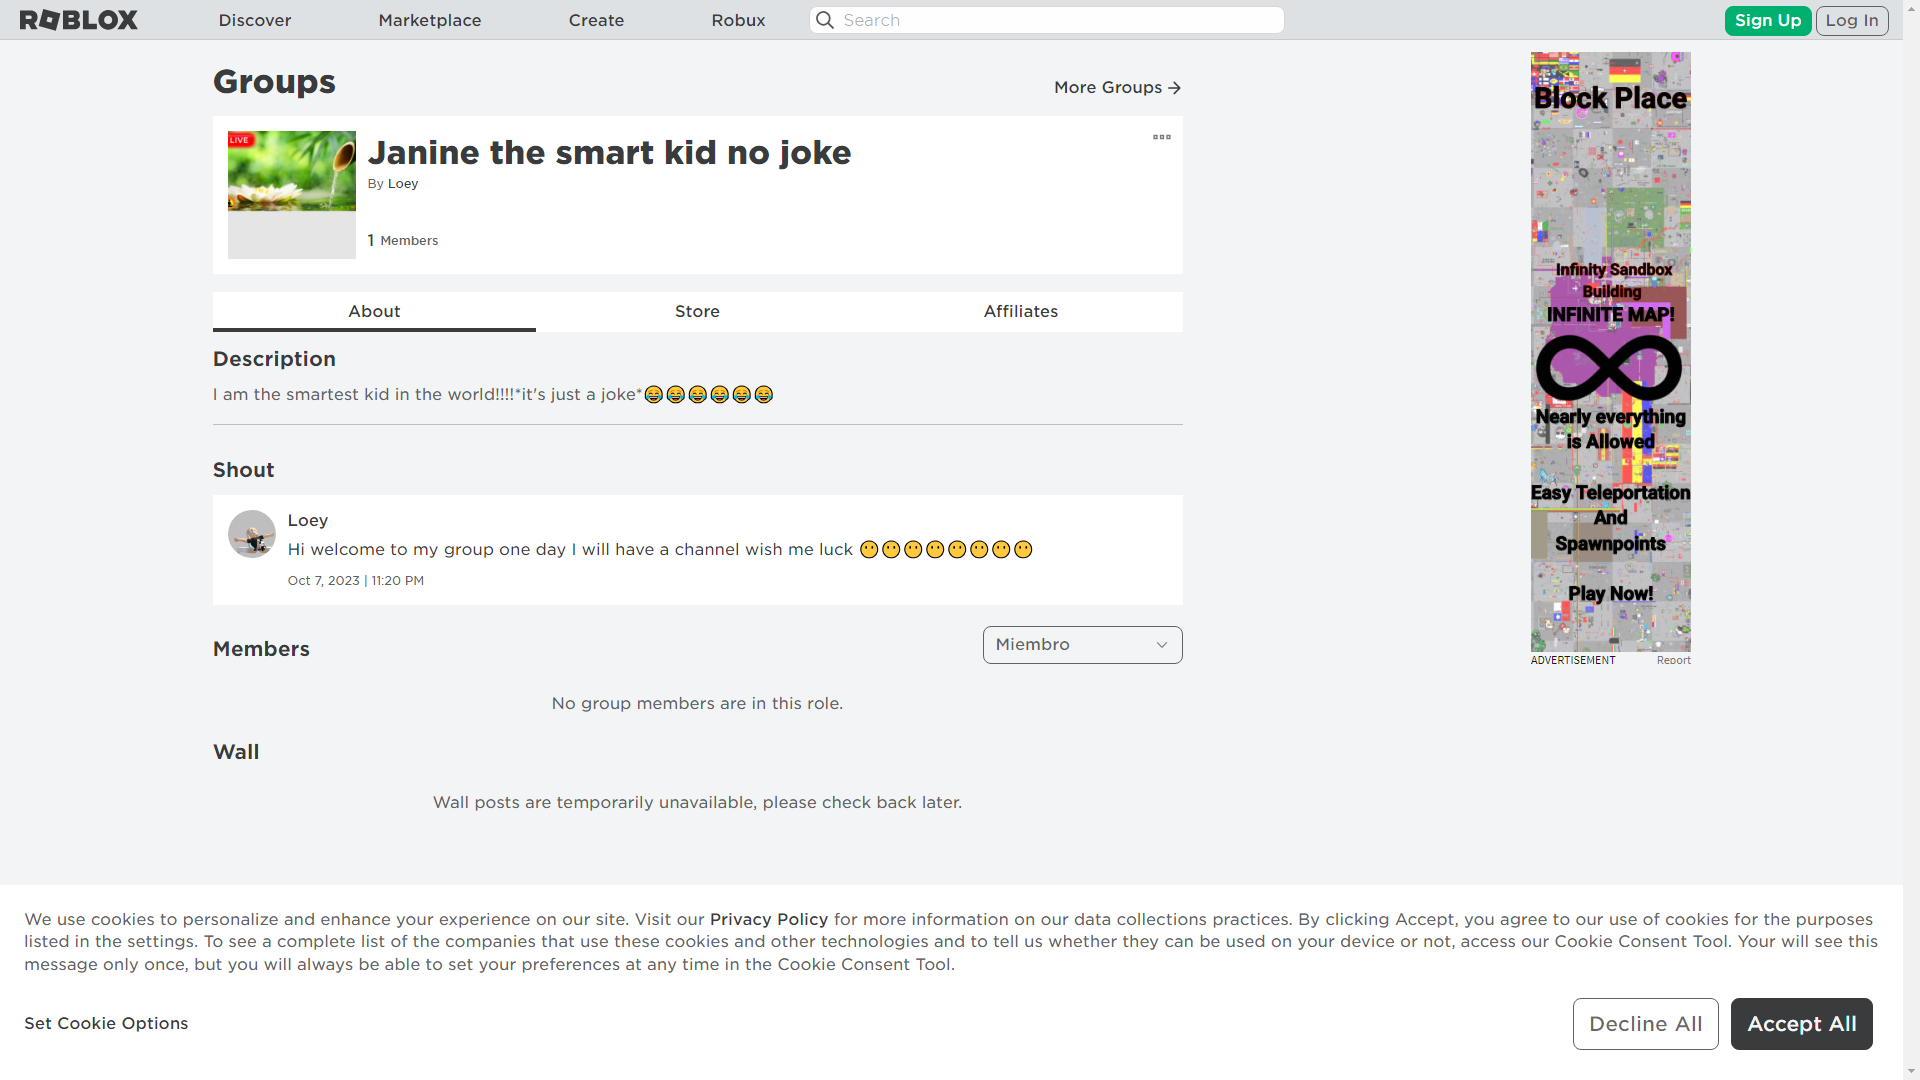 ROBLOX
Discover
Marketplace
Create
Robux
Search
Sign Up
Log In
Groups
More Groups
LIVE
Janine the smart kid no joke
By Loey
1 Members
About
Store
Affiliates
Description
I am the smartest kid in the world!!!!*it's just a joke*😂😂😂😂😂😂
Shout
Loey
Hi welcome to my group one day I will have a channel wish me luck 😶😶😶😶😶😶😶😶
Oct 7, 2023 | 11:20 PM
Members
Miembro
No group members are in this role.
Wall
Wall posts are temporarily unavailable, please check back later.
Block Place
Infinity Sandbox
Building
INFINITE MAP!
Nearly everything
is Allowed
Easy Teleportation
And
Spawnpoints
Play Now!
ADVERTISEMENT
Report
We use cookies to personalize and enhance your experience on our site. Visit our Privacy Policy for more information on our data collections practices. By clicking Accept, you agree to our use of cookies for the purposes
listed in the settings. To see a complete list of the companies that use these cookies and other technologies and to tell us whether they can be used on your device or not, access our Cookie Consent Tool. Your will see this
message only once, but you will always be able to set your preferences at any time in the Cookie Consent Tool.
Set Cookie Options
Decline All
Accept All